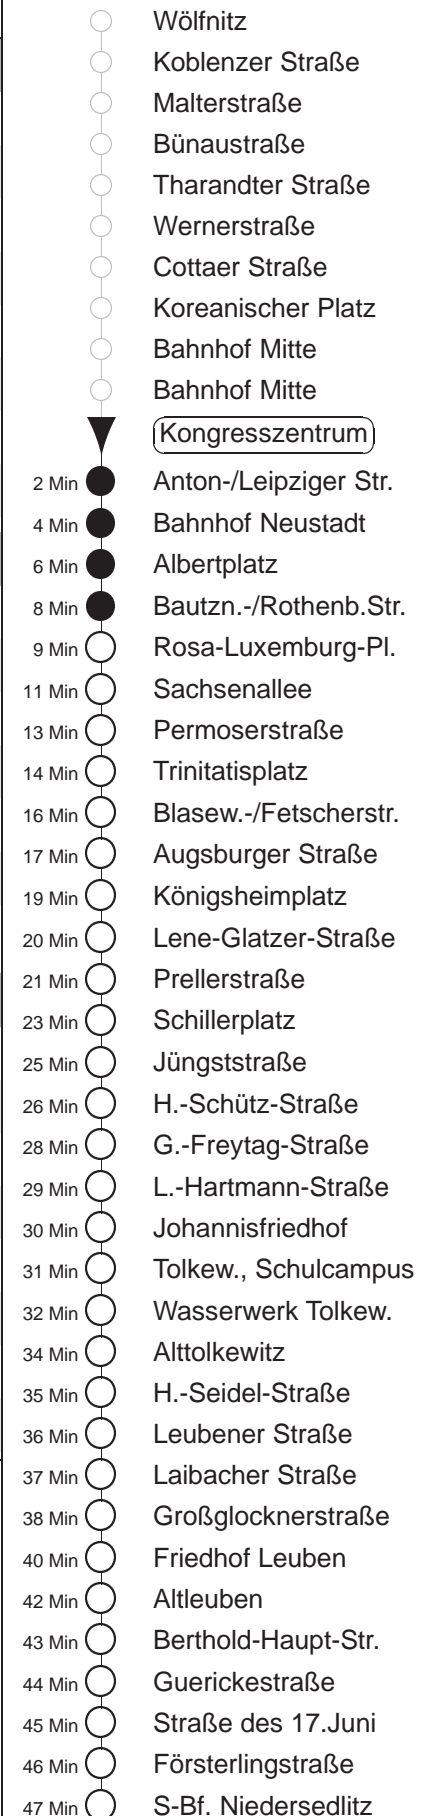 Wölfnitz
Koblenzer Straße
Malterstraße
Bünaustraße
Tharandter Straße
Wernerstraße
Cottaer Straße
Koreanischer Platz
Bahnhof Mitte
Bahnhof Mitte
Kongresszentrum
2 Min Anton-/Leipziger Str.
4 Min Bahnhof Neustadt
6 Min Albertplatz
8 Min Bautzn.-/Rothenb.Str.
9 Min Rosa-Luxemburg-Pl.
11 Min Sachsenallee
13 Min Permoserstraße
14 Min Trinitatisplatz
16 Min Blasew.-/Fetscherstr.
17 Min Augsburger Straße
19 Min Königsheimplatz
20 Min Lene-Glatzer-Straße
21 Min Prellerstraße
23 Min Schillerplatz
25 Min Jüngststraße
26 Min H.-Schütz-Straße
28 Min G.-Freytag-Straße
29 Min L.-Hartmann-Straße
30 Min Johannisfriedhof
31 Min Tolkew., Schulcampus
32 Min Wasserwerk Tolkew.
34 Min Alttolkewitz
35 Min H.-Seidel-Straße
36 Min Leubener Straße
37 Min Laibacher Straße
38 Min Großglocknerstraße
40 Min Friedhof Leuben
42 Min Altleuben
43 Min Berthold-Haupt-Str.
44 Min Guerickestraße
45 Min Straße des 17.Juni
46 Min Försterlingstraße
47 Min S-Bf. Niedersedlitz